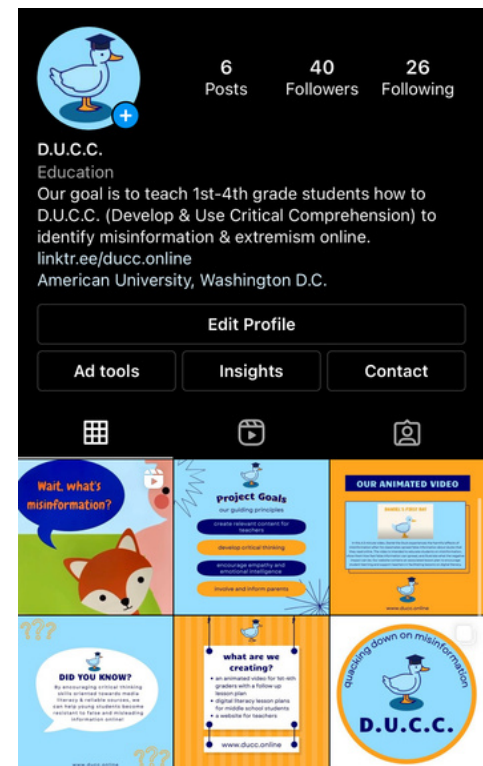 6 40 26
Posts Followers Following
D.U.C.C.
Education
Our goal is to teach 1st-4th grade students how to
D.U.C.C. (Develop & Use Critical Comprehension) to
identify misinformation & extremism online.
linktr.ee/ducc.online
American University, Washington D.C.
Edit Profile
Ad tools Insights Contact
Wait, what's
misinformation?
Project Goals
our guiding principles
create relevant content for
teachers
develop critical thinking
encourage empathy and
emotional intelligence
involve and inform parents
OUR ANIMATED VIDEO
www.ducc.online
???
DID YOU KNOW?
By encouraging critical thinking
skills oriented towards media
literacy & reliable sources, we
can help young students become
resistant to false and misleading
information online!
www.ducc.online
???
what are we
creating?
• an animated video for 1st-4th
graders with a follow up
lesson plan
• digital literacy lesson plans
for middle school students
• a website for teachers
www.ducc.online
quacking down on misinformation
D.U.C.C.